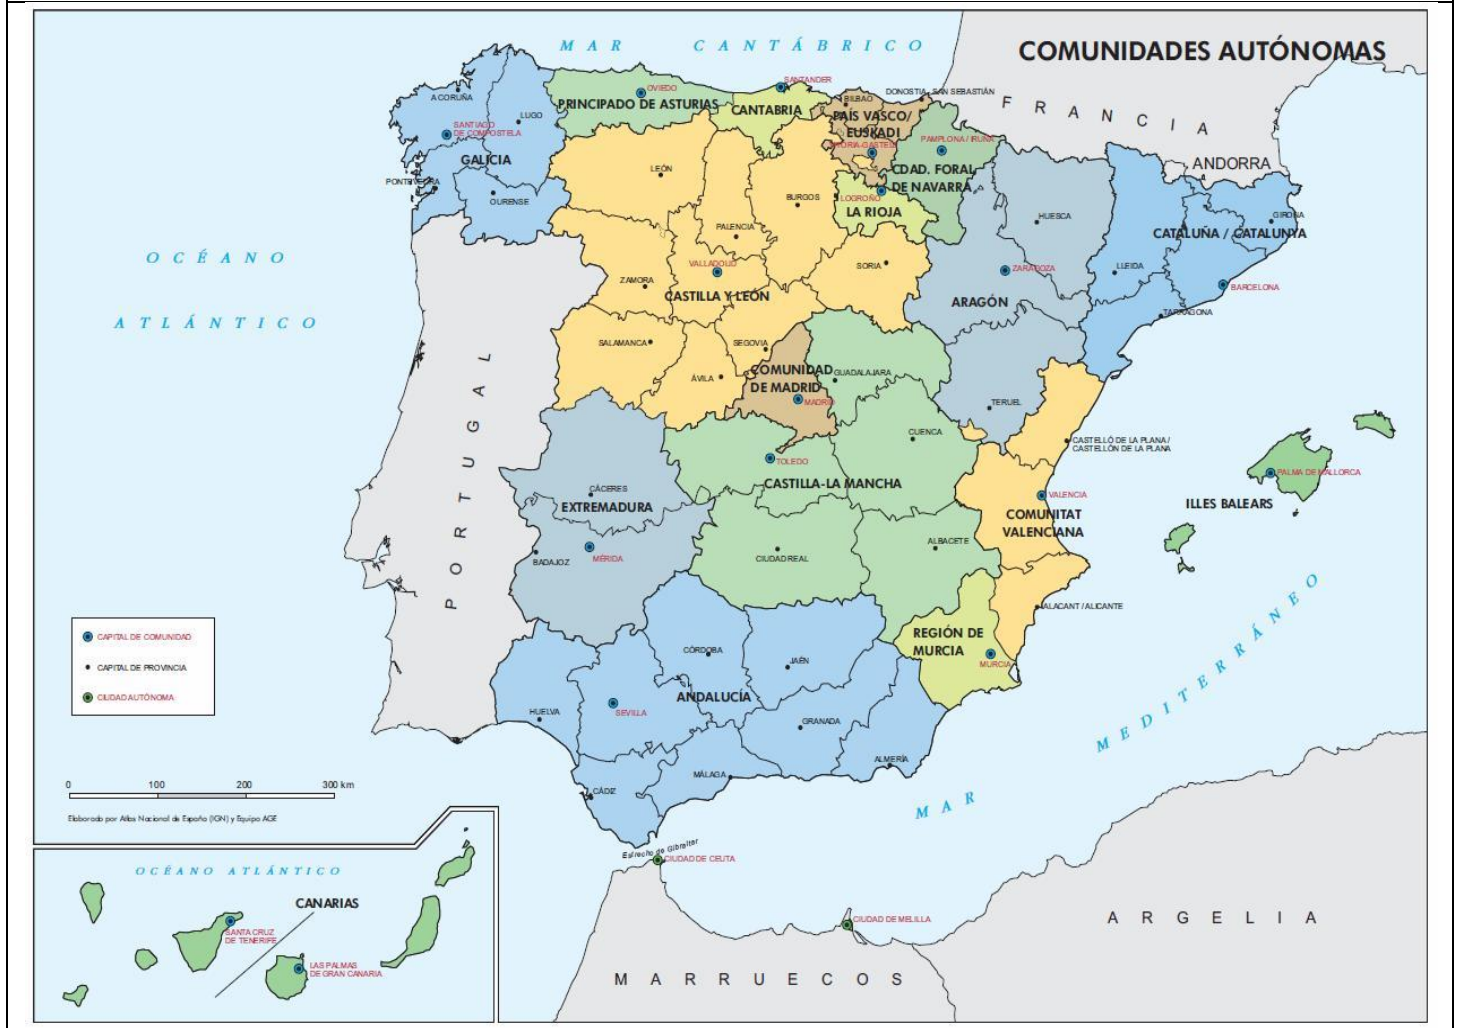 COMUNIDADES AUTÓNOMAS
MAR CANTÁBRICO
FRANCIA
ANDORRA
OCÉANO
ATLÁNTICO
PORTUGAL
A CORUÑA
LUGO
SANTIAGO
DE COMPOSTELA
GALICIA
PONTEVEDRA
OURENSE
OVIEDO
PRINCIPADO DE ASTURIAS
SANTANDER
CANTABRIA
BILBAO
DONOSTIA - SAN SEBASTIÁN
PAÍS VASCO/
EUSKADI
VITORIA-GASTEIZ
PAMPLONA / IRUÑA
CDAD. FORAL
DE NAVARRA
LOGROÑO
LA RIOJA
LEÓN
BURGOS
PALENCIA
VALLADOLID
ZAMORA
SORIA
CASTILLA Y LEÓN
SALAMANCA
SEGOVIA
ÁVILA
HUESCA
ZARAGOZA
ARAGÓN
TERUEL
GIRONA
CATALUÑA / CATALUNYA
LLEIDA
BARCELONA
TARRAGONA
COMUNIDAD
DE MADRID
MADRID
GUADALAJARA
CUENCA
TOLEDO
CASTILLA-LA MANCHA
CIUDAD REAL
ALBACETE
CÁCERES
EXTREMADURA
BADAJOZ
MÉRIDA
CASTELLÓ DE LA PLANA /
CASTELLÓN DE LA PLANA
VALENCIA
COMUNITAT
VALENCIANA
ALACANT / ALICANTE
PALMA DE MALLORCA
ILLES BALEARS
REGIÓN DE
MURCIA
MURCIA
CÓRDOBA
JAÉN
ANDALUCÍA
HUELVA
SEVILLA
GRANADA
ALMERÍA
MÁLAGA
CÁDIZ
MAR MEDITERRÁNEO
Estrecho de Gibraltar
CIUDAD DE CEUTA
CIUDAD DE MELILLA
MARRUECOS
ARGELIA
CAPITAL DE COMUNIDAD
CAPITAL DE PROVINCIA
CIUDAD AUTÓNOMA
0 100 200 300 km
Elaborado por Atlas Nacional de España (IGN) y Equipo AGE
OCÉANO ATLÁNTICO
CANARIAS
SANTA CRUZ
DE TENERIFE
LAS PALMAS
DE GRAN CANARIA